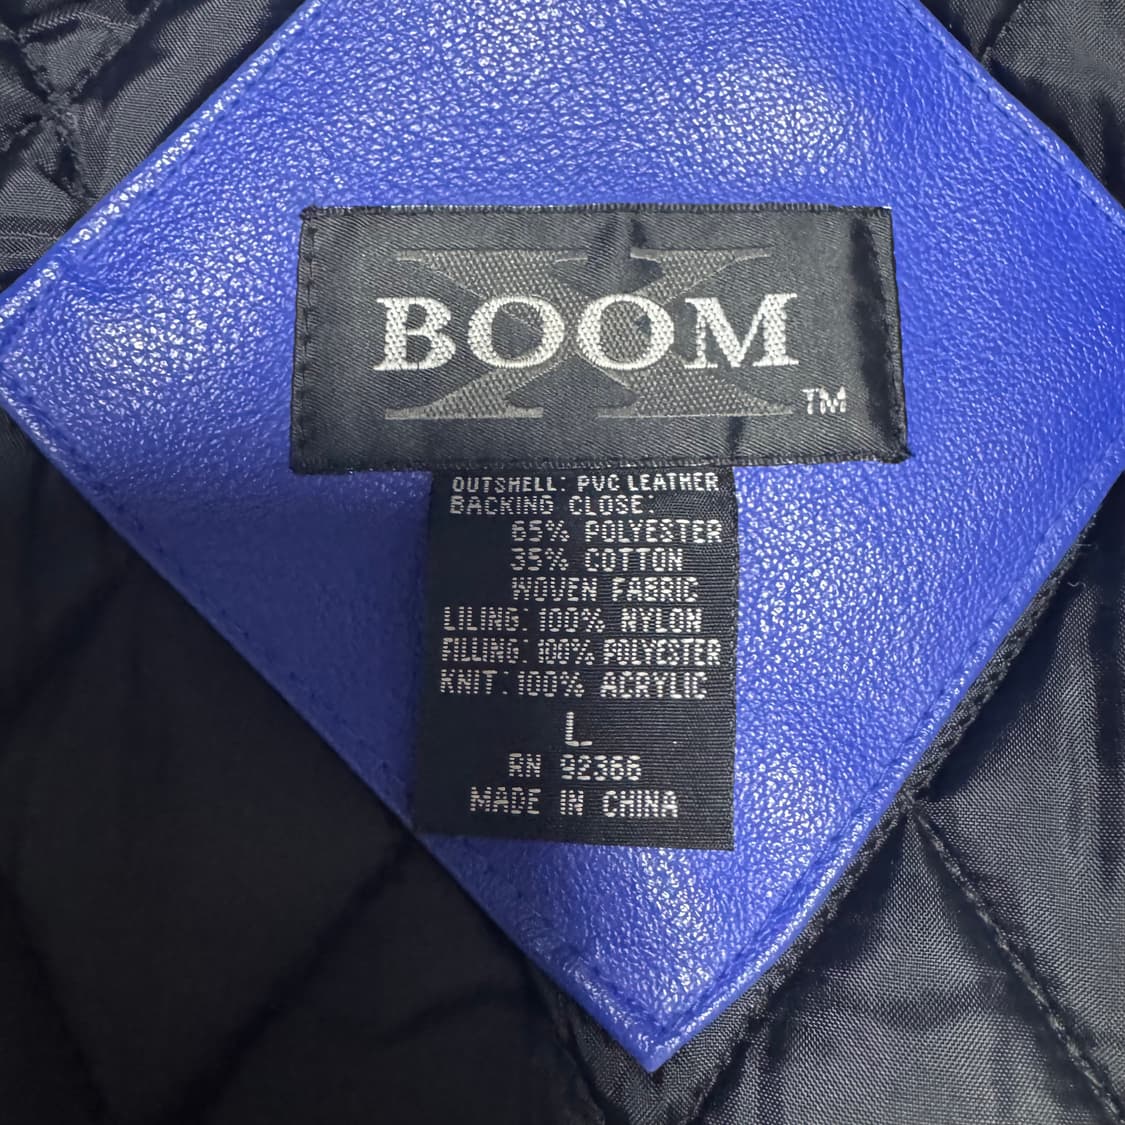 X
BOOM
TM
OUTSHELL: PVC LEATHER
BACKING CLOSE:
65% POLYESTER
35% COTTON
WOVEN FABRIC
LILING: 100% NYLON
FILLING: 100% POLYESTER
KNIT: 100% ACRYLIC
L
RN 92366
MADE IN CHINA